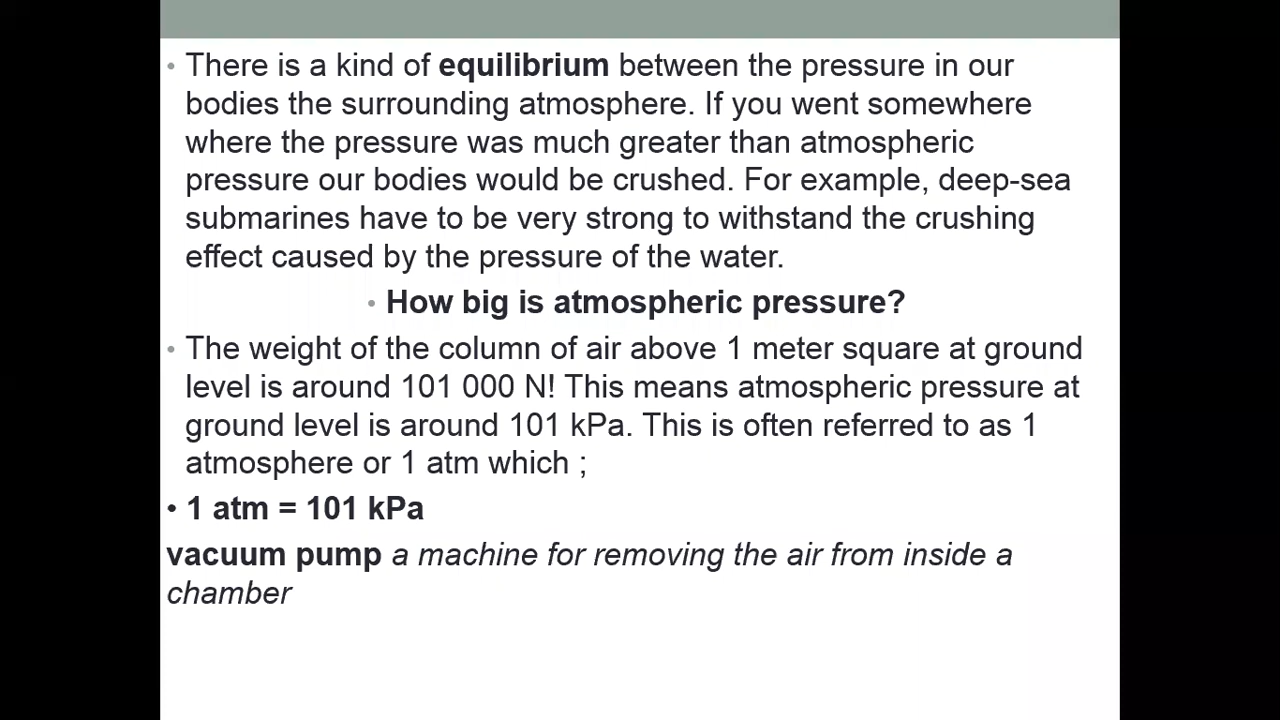 • There is a kind of equilibrium between the pressure in our
bodies the surrounding atmosphere. If you went somewhere
where the pressure was much greater than atmospheric
pressure our bodies would be crushed. For example, deep-sea
submarines have to be very strong to withstand the crushing
effect caused by the pressure of the water.
• How big is atmospheric pressure?
• The weight of the column of air above 1 meter square at ground
level is around 101 000 N! This means atmospheric pressure at
ground level is around 101 kPa. This is often referred to as 1
atmosphere or 1 atm which ;
• 1 atm = 101 kPa
vacuum pump a machine for removing the air from inside a
chamber